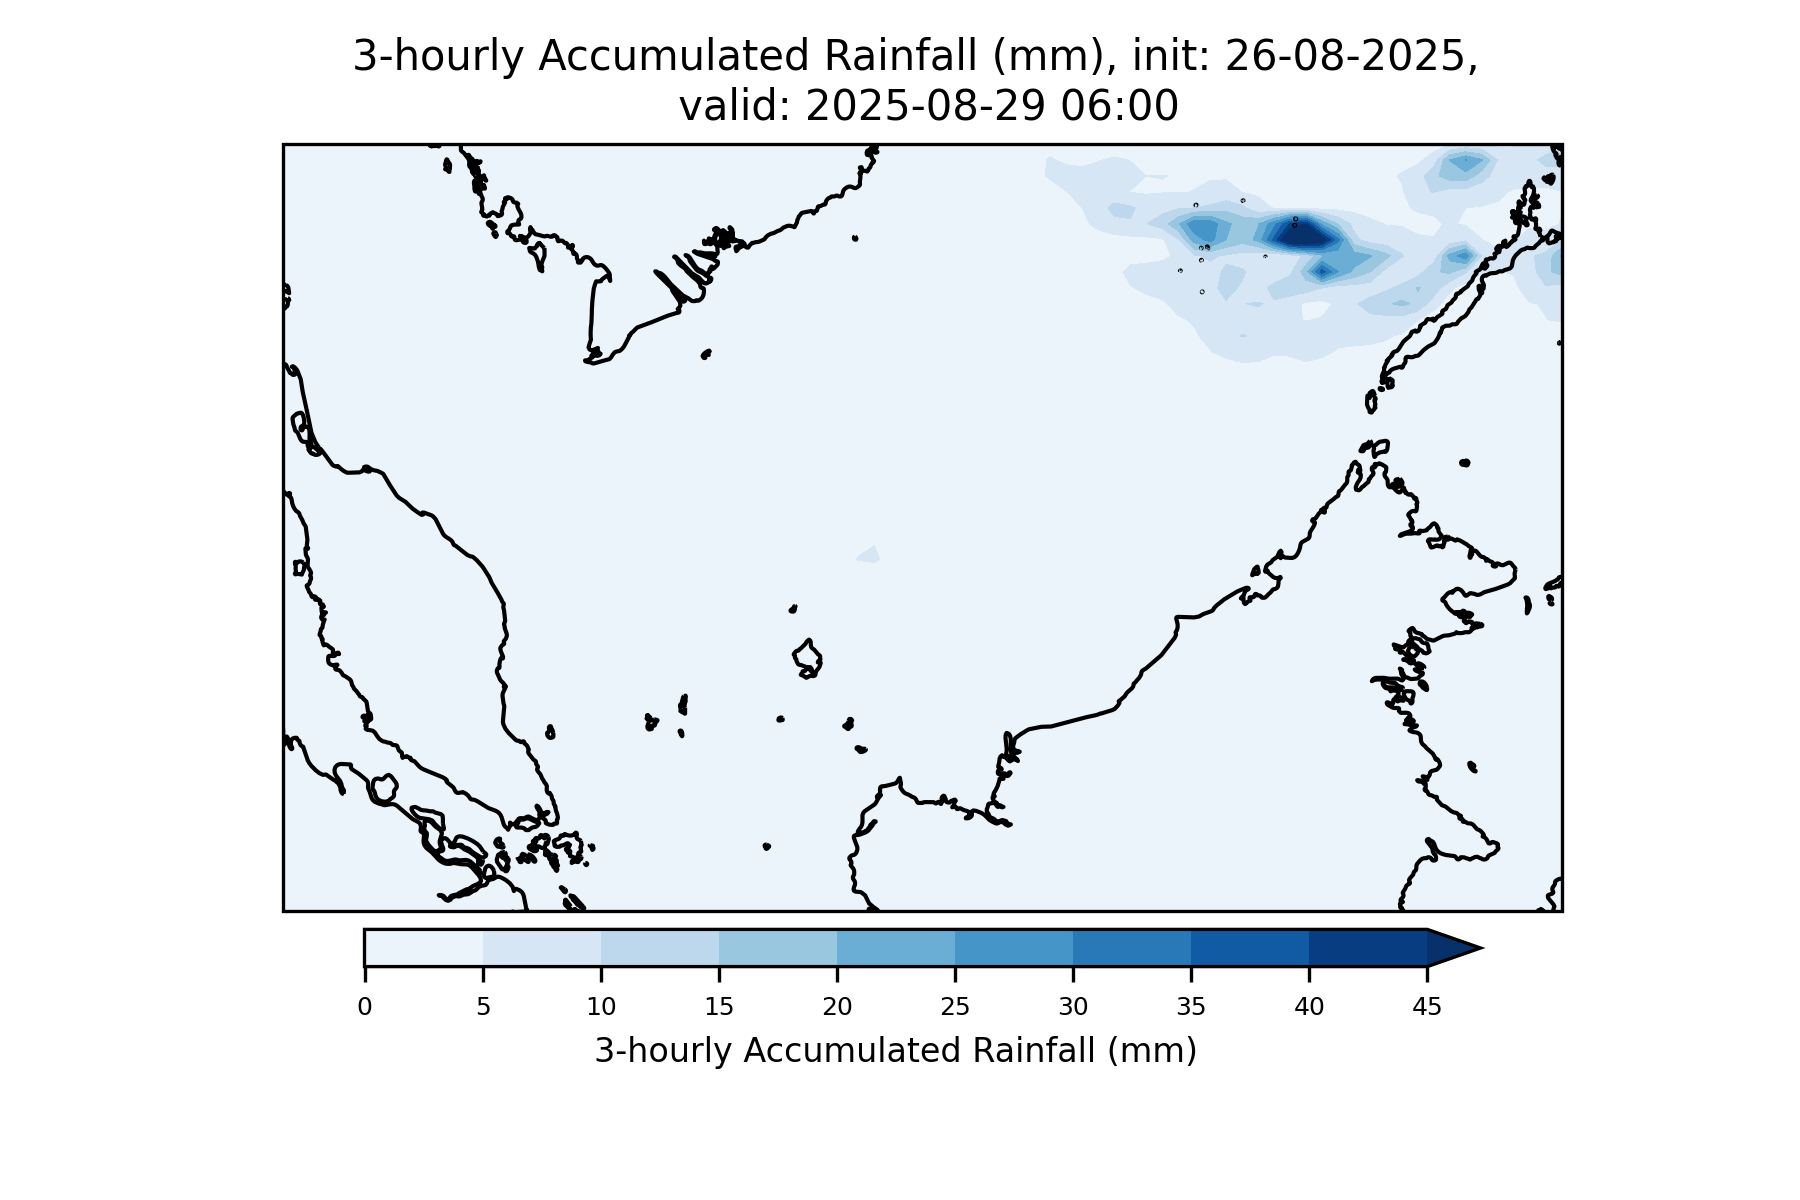 3-hourly Accumulated Rainfall (mm), init: 26-08-2025,
valid: 2025-08-29 06:00
0 5 10 15 20 25 30 35 40 45
3-hourly Accumulated Rainfall (mm)